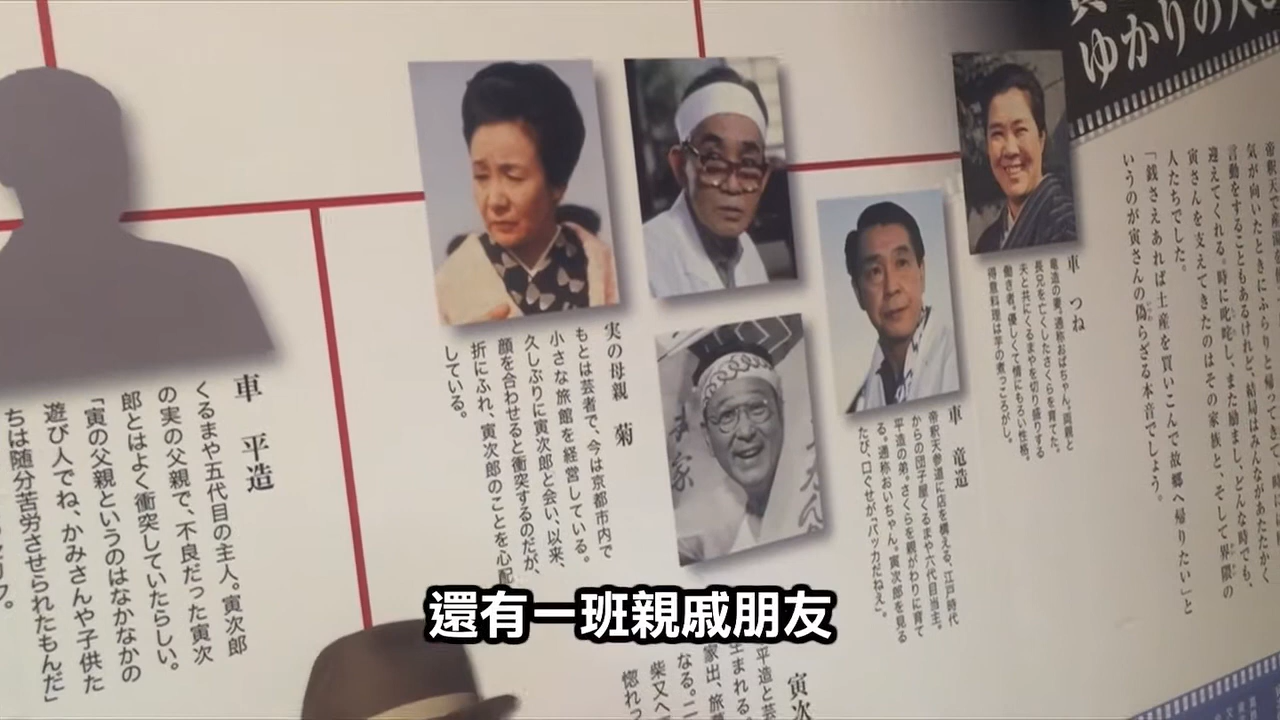 ゆかりの人
気が向いたときにふらりと帰ってきて
言動をすることもあるけれど、結局はみんながあたたかく
迎えてくれる。時に叱咤し、また励まし、どんな時でも、
寅さんを支えてきたのはその家族と、そして界隈の
人たちでした。
「銭さえあれば土産を買いこんで故郷へ帰りたい」と
いうのが寅さんの偽らざる本音でしょう。
車 つね
竜造の妻。通称おばちゃん。両親と
長兄を亡くしたさくらを育てた。
夫と共にくるまやを切り盛りする
働き者。優しくて情にもろい性格。
得意料理は芋の煮っころがし。
車 竜造
帝釈天参道に店を構える、江戸時代
からの団子屋くるまや六代目当主。
平造の弟。さくらを親がわりに育て
る。通称おいちゃん。寅次郎を見る
たび、口ぐせが「バッカだねえ」。
実の母親 菊
もとは芸者で、今は京都市内で
小さな旅館を経営している。
久しぶりに寅次郎と会い、以来、
顔を合わせると衝突するのだが、
折にふれ、寅次郎のことを心配
している。
車 平造
くるまや五代目の主人。寅次郎
の実の父親で、不良だった寅次
郎とはよく衝突していたらしい。
「寅の父親というのはなかなかの
遊び人でね、かみさんや子供た
ちは随分苦労させられたもんだ」
寅次
平造と芸
生まれる
家出、旅
なる。二
柴又へ
惚れっ
還有一班親戚朋友